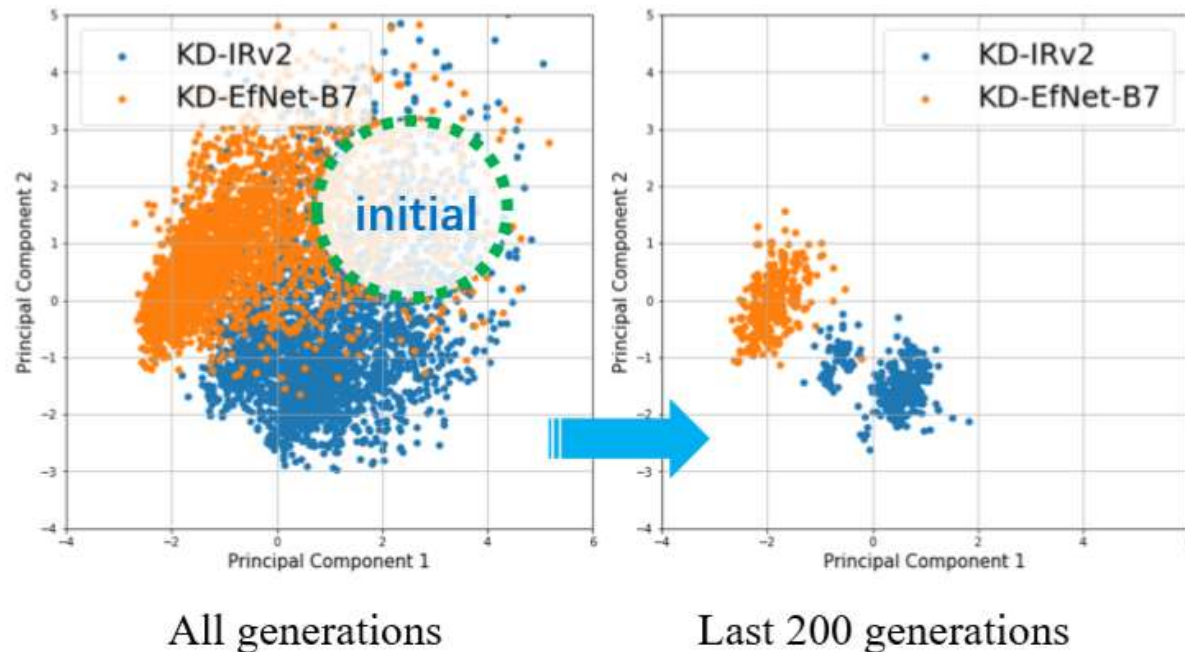 KD-IRv2
KD-EfNet-B7
initial
Principal Component 2
5
4
3
2
1
0
−1
−2
−3
−4
−4
−2
0
2
4
6
Principal Component 1
All generations
KD-IRv2
KD-EfNet-B7
Principal Component 2
5
4
3
2
1
0
−1
−2
−3
−4
−4
−2
0
2
4
Principal Component 1
Last 200 generations